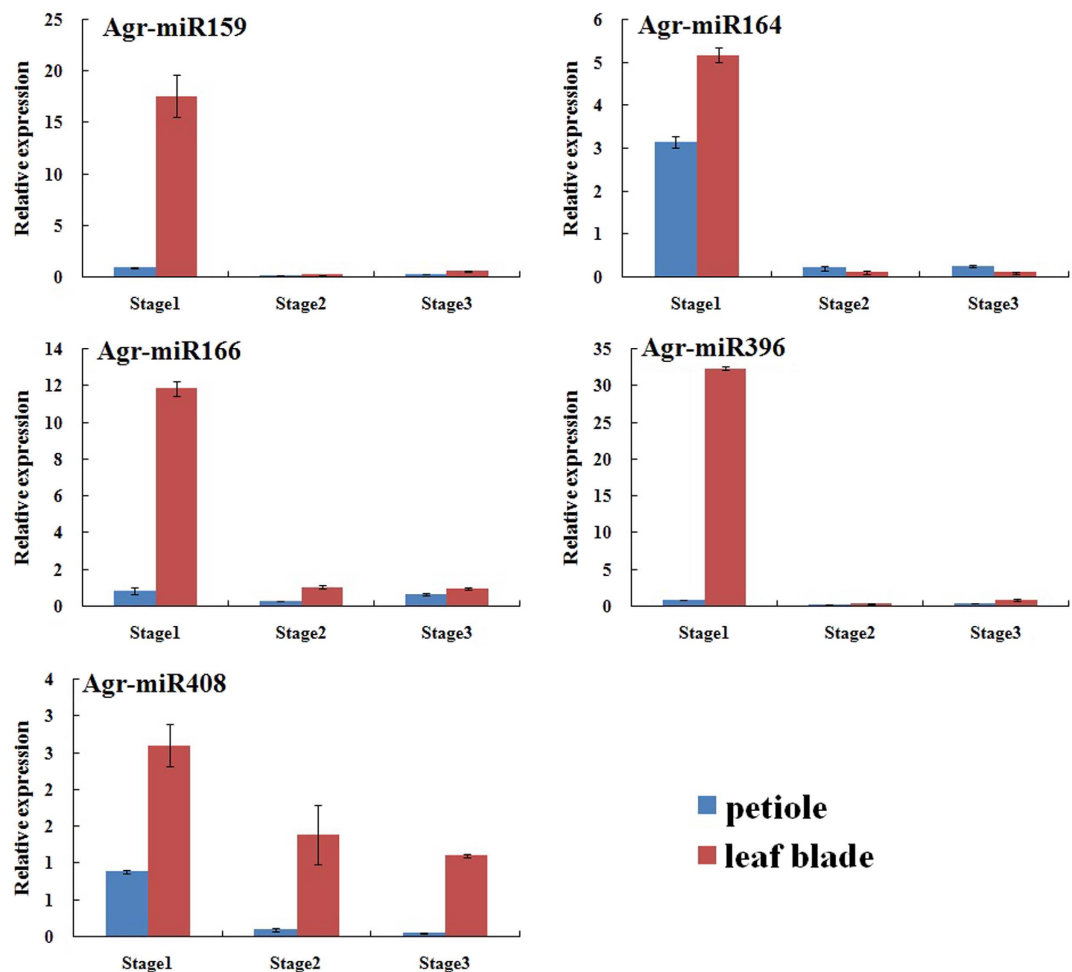 Agr-miR159
Relative expression
25
20
15
10
5
0
Stage1 Stage2 Stage3
Agr-miR164
Relative expression
6
5
4
3
2
1
0
Stage1 Stage2 Stage3
Agr-miR166
Relative expression
14
12
10
8
6
4
2
0
Stage1 Stage2 Stage3
Agr-miR396
Relative expression
35
30
25
20
15
10
5
0
Stage1 Stage2 Stage3
Agr-miR408
Relative expression
4
3
3
2
2
1
1
0
Stage1 Stage2 Stage3
petiole
leaf blade